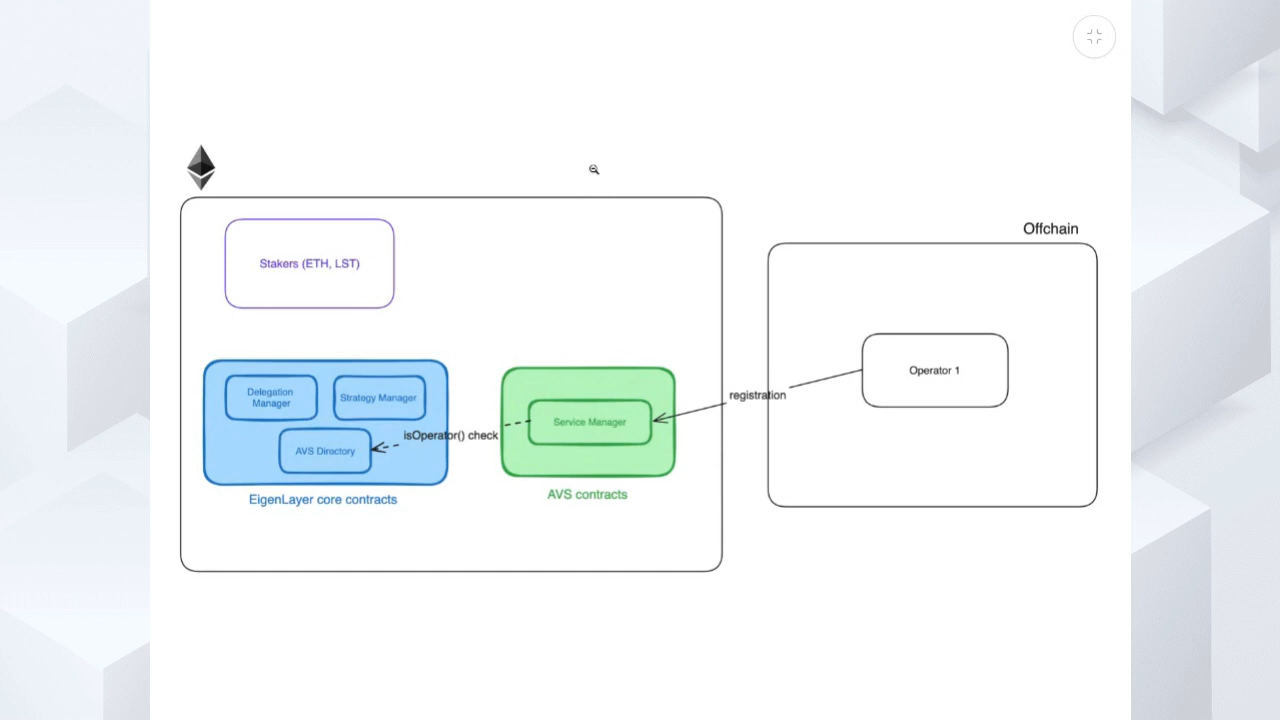 Offchain
Stakers (ETH, LST)
Delegation
Manager
Strategy Manager
AVS Directory
isOperator() check
EigenLayer core contracts
Service Manager
AVS contracts
registration
Operator 1